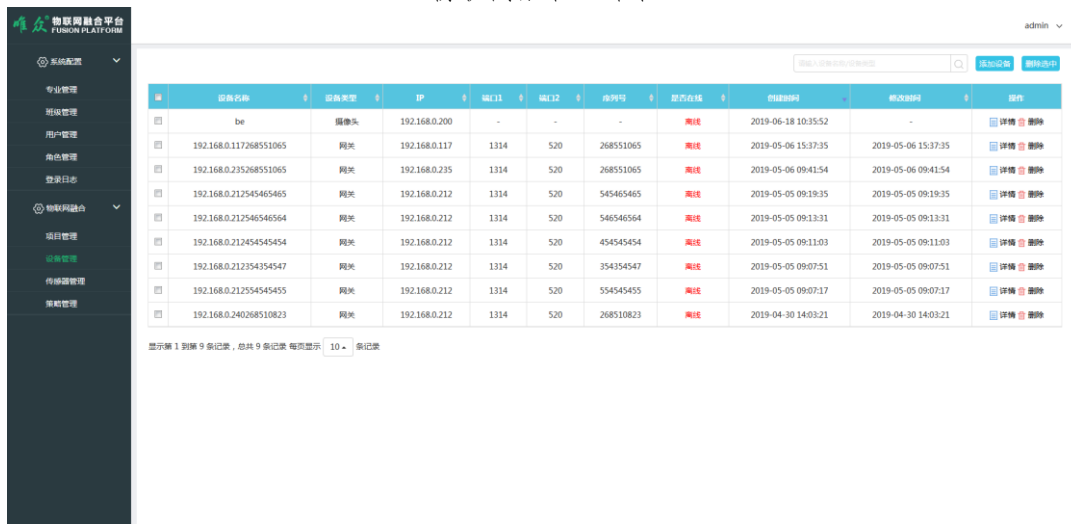 唯众 物联网融合平台
FUSION PLATFORM
admin
系统配置
专业管理
班级管理
用户管理
角色管理
登录日志
物联网融合
项目管理
设备管理
传感器管理
策略管理
请输入设备名称/设备类型 添加设备 删除选中
设备名称 设备类型 IP 端口1 端口2 序列号 是否在线 创建时间 修改时间 操作
be 摄像头 192.168.0.200 - - - 离线 2019-06-18 10:35:52 - 详情 删除
192.168.0.117268551065 网关 192.168.0.117 1314 520 268551065 离线 2019-05-06 15:37:35 2019-05-06 15:37:35 详情 删除
192.168.0.235268551065 网关 192.168.0.235 1314 520 268551065 离线 2019-05-06 09:41:54 2019-05-06 09:41:54 详情 删除
192.168.0.212545465465 网关 192.168.0.212 1314 520 545465465 离线 2019-05-05 09:19:35 2019-05-05 09:19:35 详情 删除
192.168.0.212546546564 网关 192.168.0.212 1314 520 546546564 离线 2019-05-05 09:13:31 2019-05-05 09:13:31 详情 删除
192.168.0.212454545454 网关 192.168.0.212 1314 520 454545454 离线 2019-05-05 09:11:03 2019-05-05 09:11:03 详情 删除
192.168.0.212354354547 网关 192.168.0.212 1314 520 354354547 离线 2019-05-05 09:07:51 2019-05-05 09:07:51 详情 删除
192.168.0.212554545455 网关 192.168.0.212 1314 520 554545455 离线 2019-05-05 09:07:17 2019-05-05 09:07:17 详情 删除
192.168.0.240268510823 网关 192.168.0.212 1314 520 268510823 离线 2019-04-30 14:03:21 2019-04-30 14:03:21 详情 删除
显示第 1 到第 9 条记录，总共 9 条记录 每页显示 10 条记录